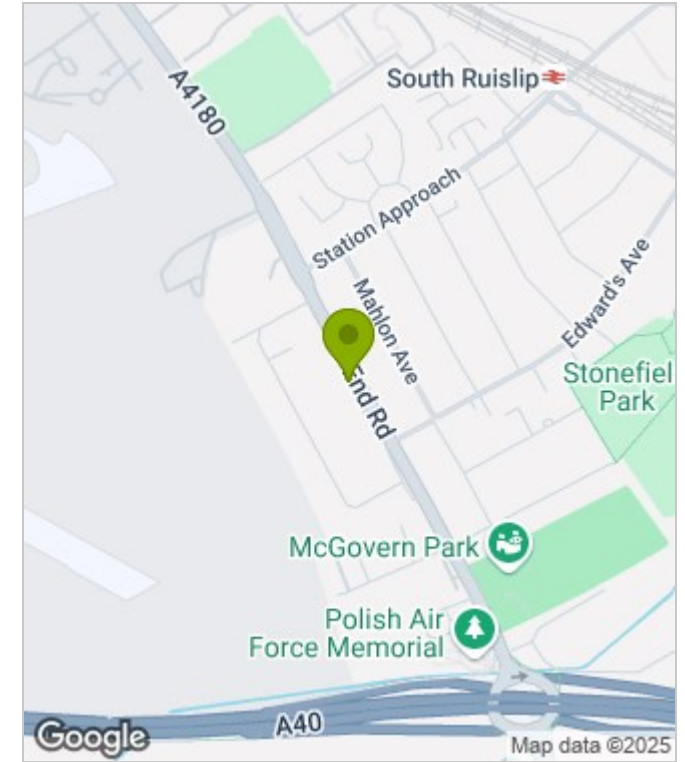 A4180
South Ruislip
Station Approach
Mahlon Ave
Edward's Ave
End Rd
Stonefiel
Park
McGovern Park
Polish Air
Force Memorial
A40
Google
Map data ©2025